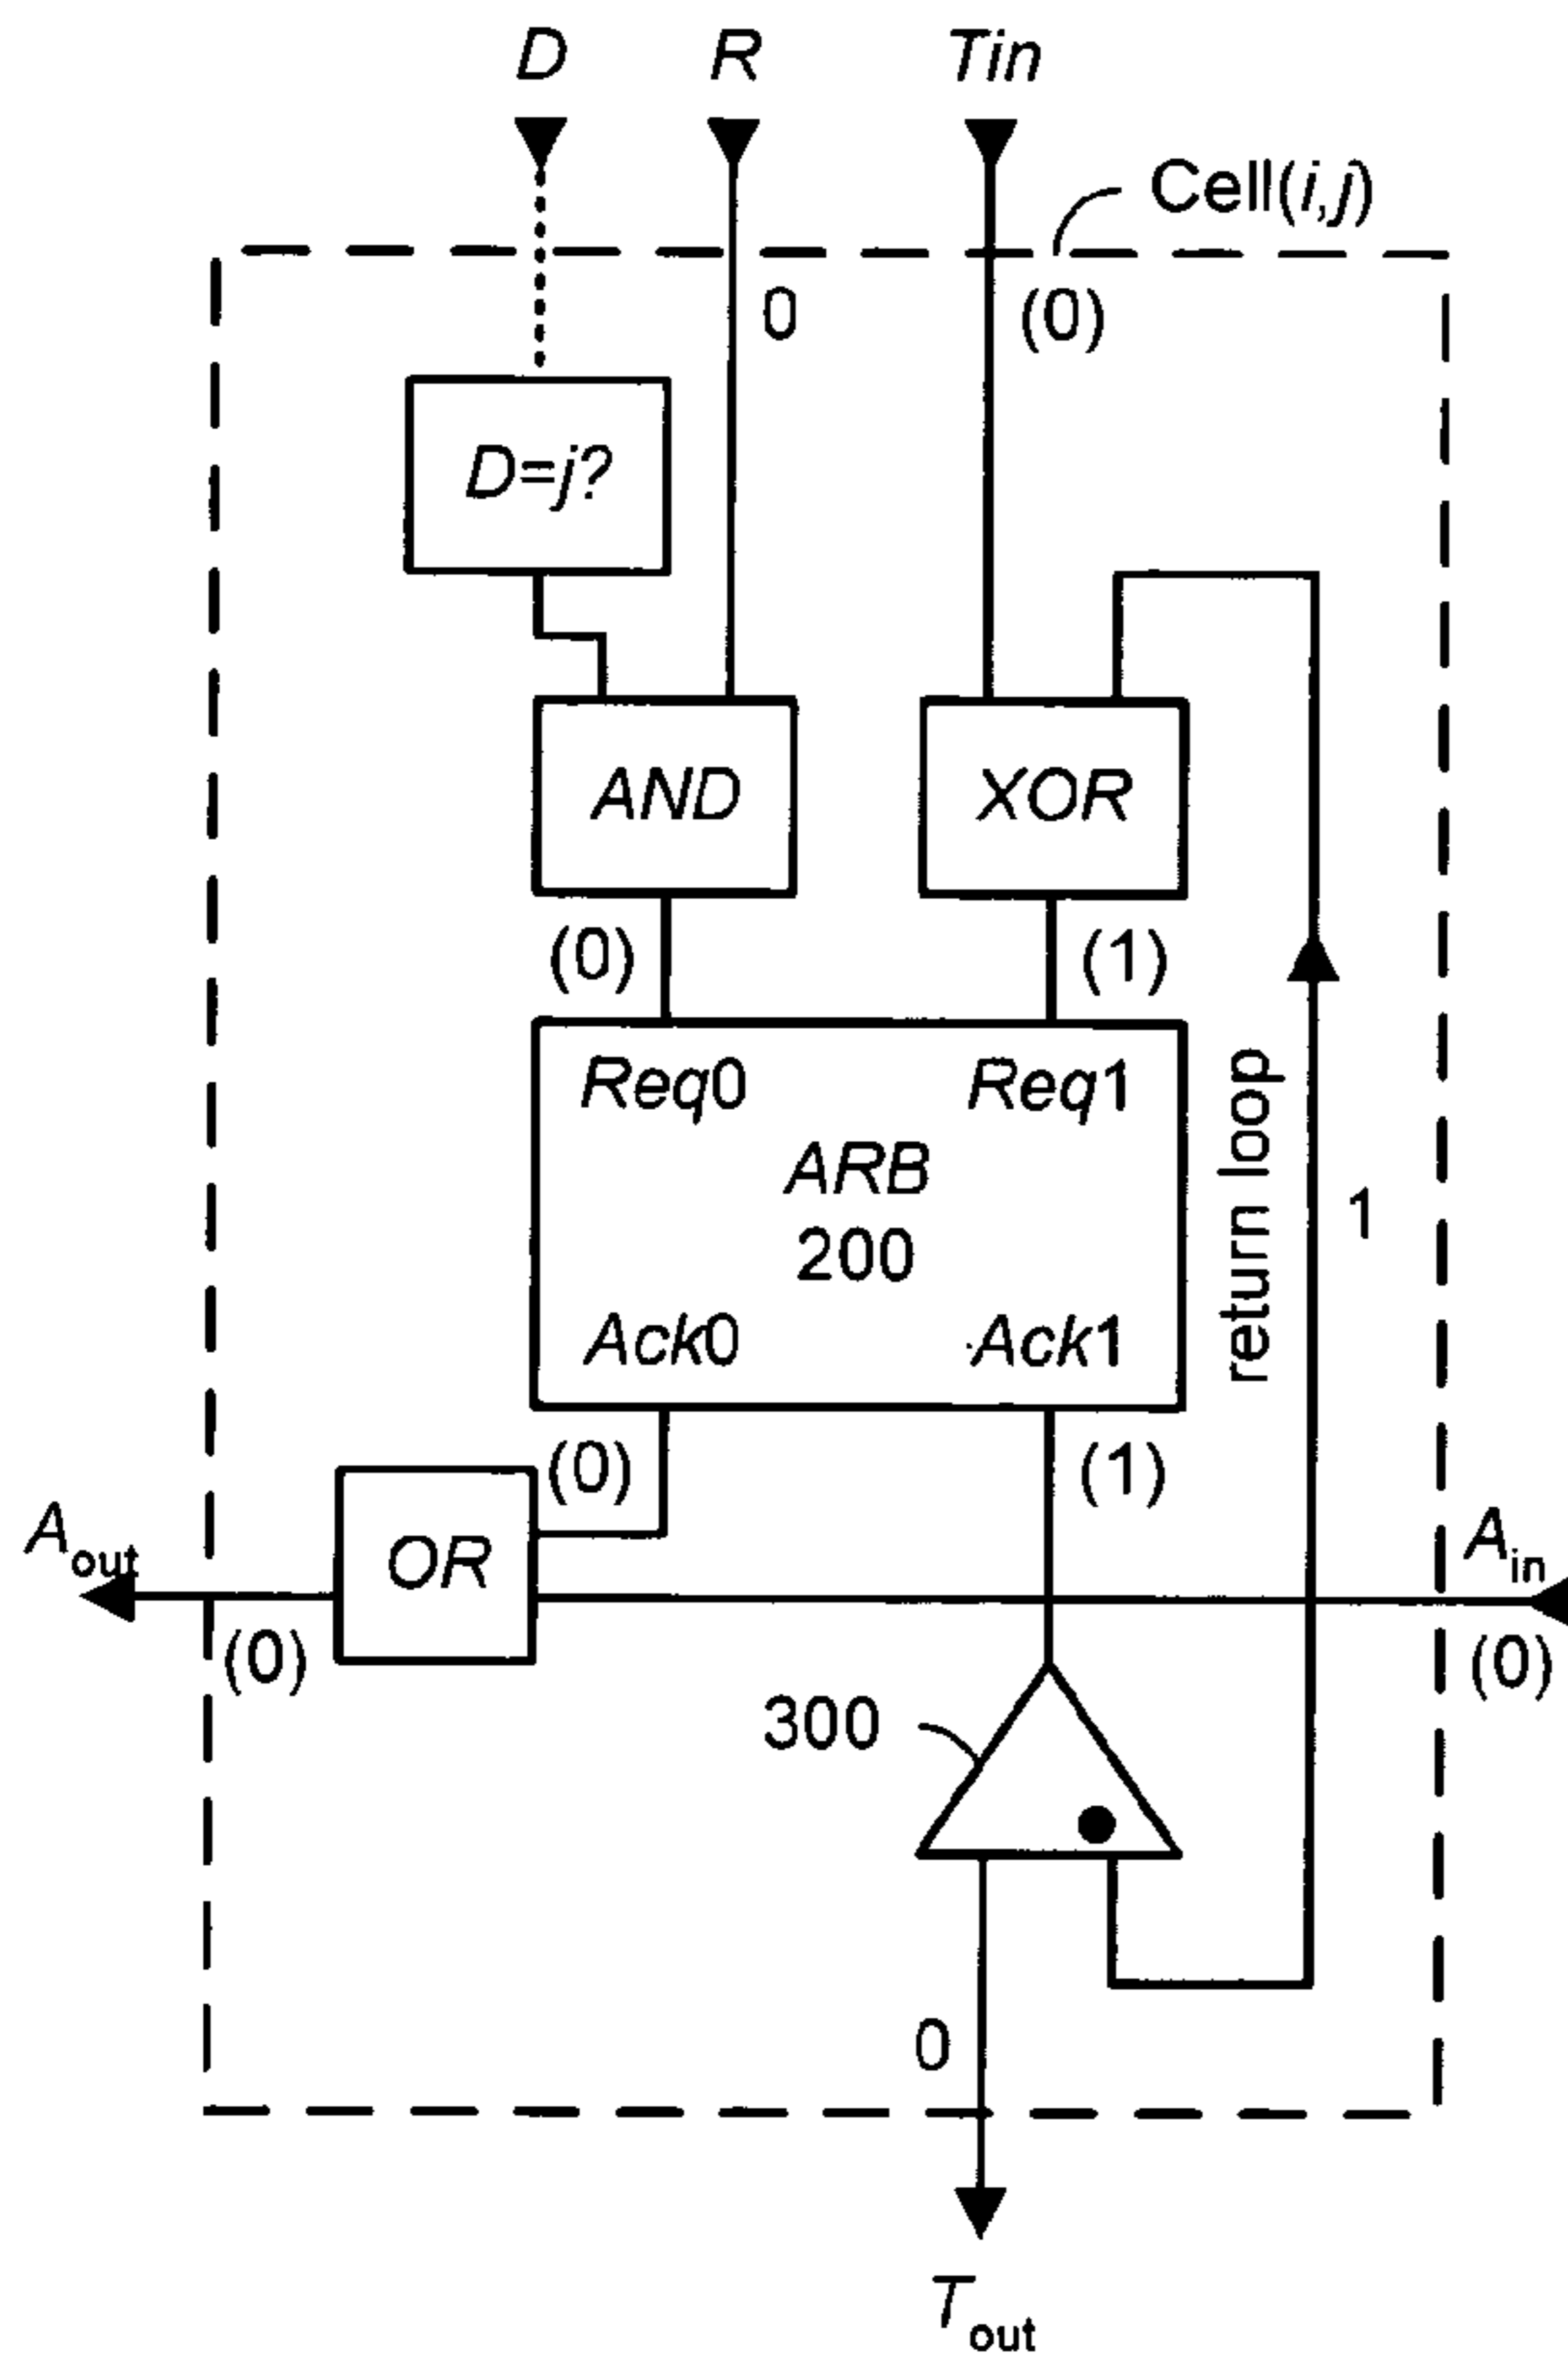 D R Tin
Cell(i,j)
0 (0)
D=j?
AND XOR
(0) (1)
Req0 Req1
ARB
200
return loop
1
Ack0 Ack1
(0) (1)
Aout OR Ain
(0) (0)
300
0
Tout